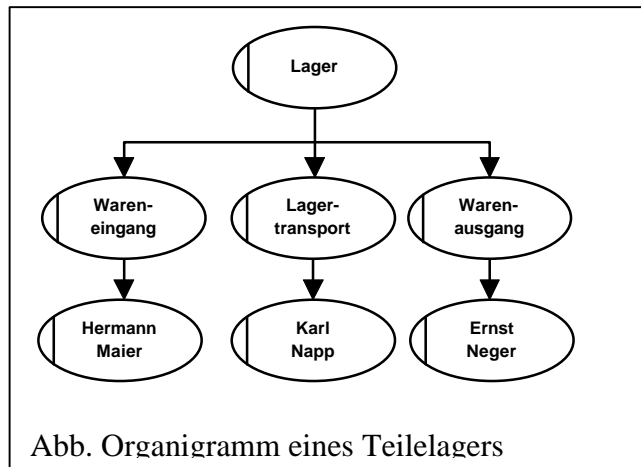 Lager
Waren-
eingang
Lager-
transport
Waren-
ausgang
Hermann
Maier
Karl
Napp
Ernst
Neger
Abb. Organigramm eines Teilelagers